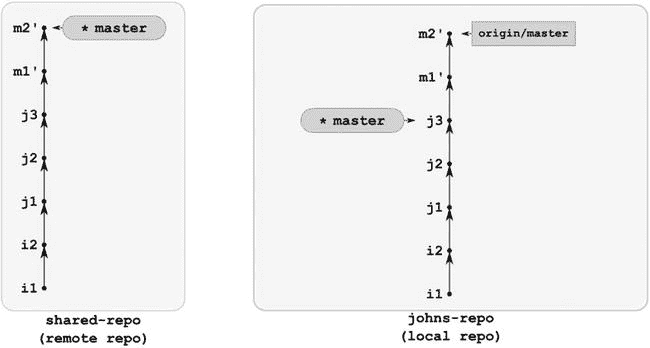 m2'
* master
m1'
j3
j2
j1
i2
i1
shared-repo
(remote repo)
m2'
origin/master
m1'
* master
j3
j2
j1
i2
i1
johns-repo
(local repo)